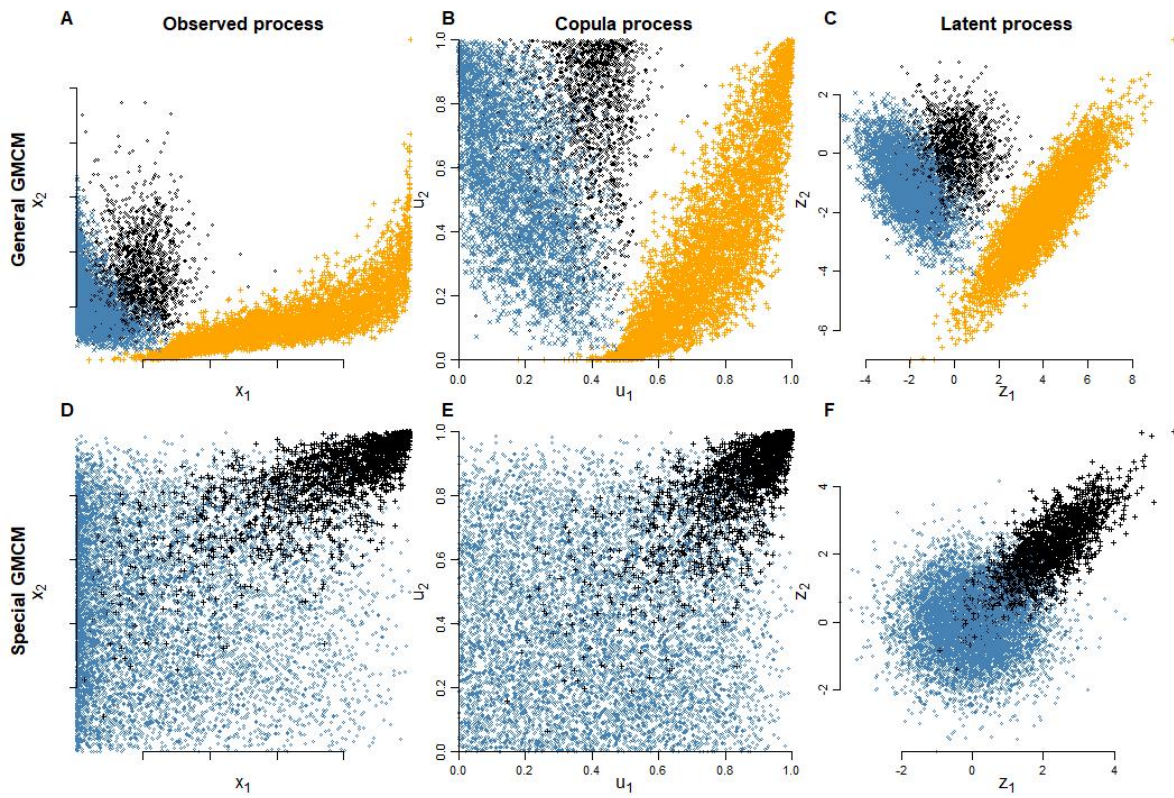 A Observed process
B Copula process
C Latent process
General GMCM
x2
x1
u2
1.0
0.8
0.6
0.4
0.2
0.0
0.0 0.2 0.4 0.6 0.8 1.0
u1
z2
2
0
-2
-4
-6
-4 -2 0 2 4 6 8
z1
D
E
F
Special GMCM
x2
x1
u2
1.0
0.8
0.6
0.4
0.2
0.0
0.0 0.2 0.4 0.6 0.8 1.0
u1
z2
4
2
0
-2
-2 0 2 4
z1